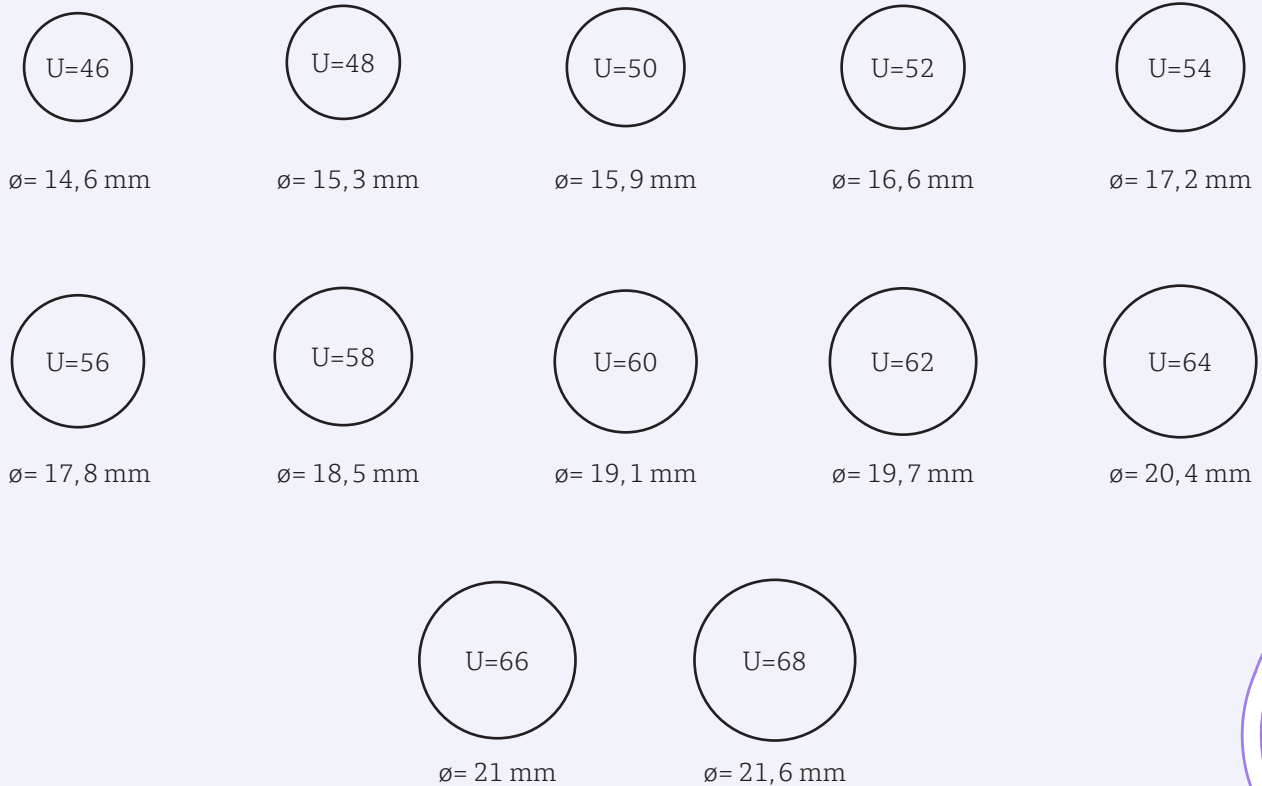 U=46 U=48 U=50 U=52 U=54
ø= 14,6 mm ø= 15,3 mm ø= 15,9 mm ø= 16,6 mm ø= 17,2 mm
U=56 U=58 U=60 U=62 U=64
ø= 17,8 mm ø= 18,5 mm ø= 19,1 mm ø= 19,7 mm ø= 20,4 mm
U=66 U=68
ø= 21 mm ø= 21,6 mm